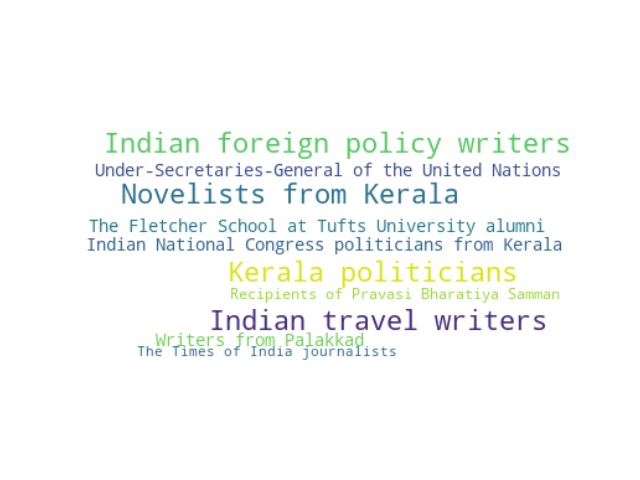 Indian foreign policy writers
Under-Secretaries-General of the United Nations
Novelists from Kerala
The Fletcher School at Tufts University alumni
Indian National Congress politicians from Kerala
Kerala politicians
Recipients of Pravasi Bharatiya Samman
Indian travel writers
Writers from Palakkad
The Times of India journalists